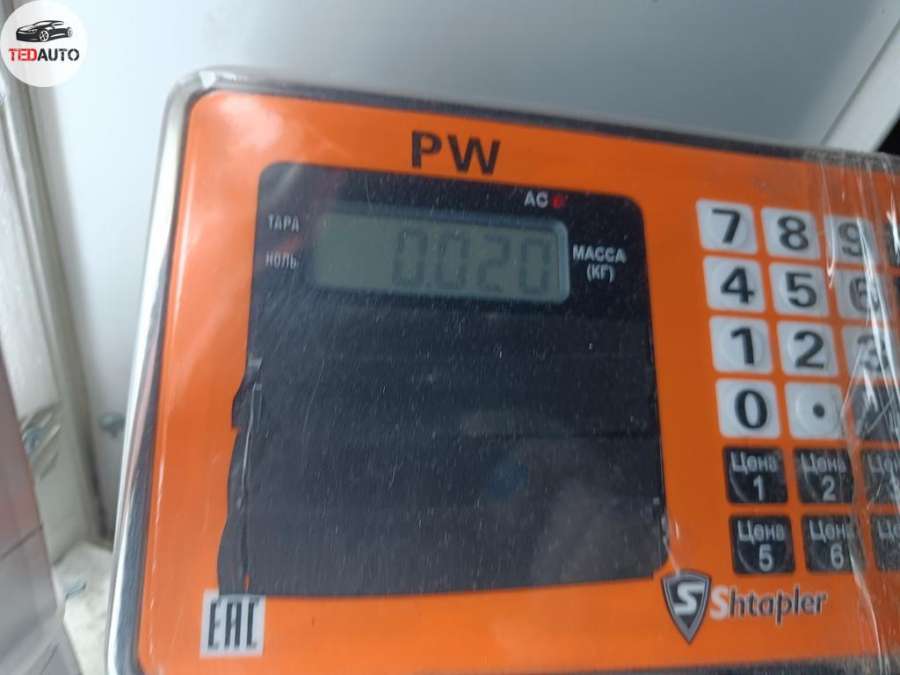 TEDAUTO
PW
AC
ТАРА
НОЛЬ
0.020
МАССА
(КГ)
7 8 9
4 5 6
1 2 3
0 .
Цена 1
Цена 2
Цена 5
Цена 6
EAC
S Shtapler